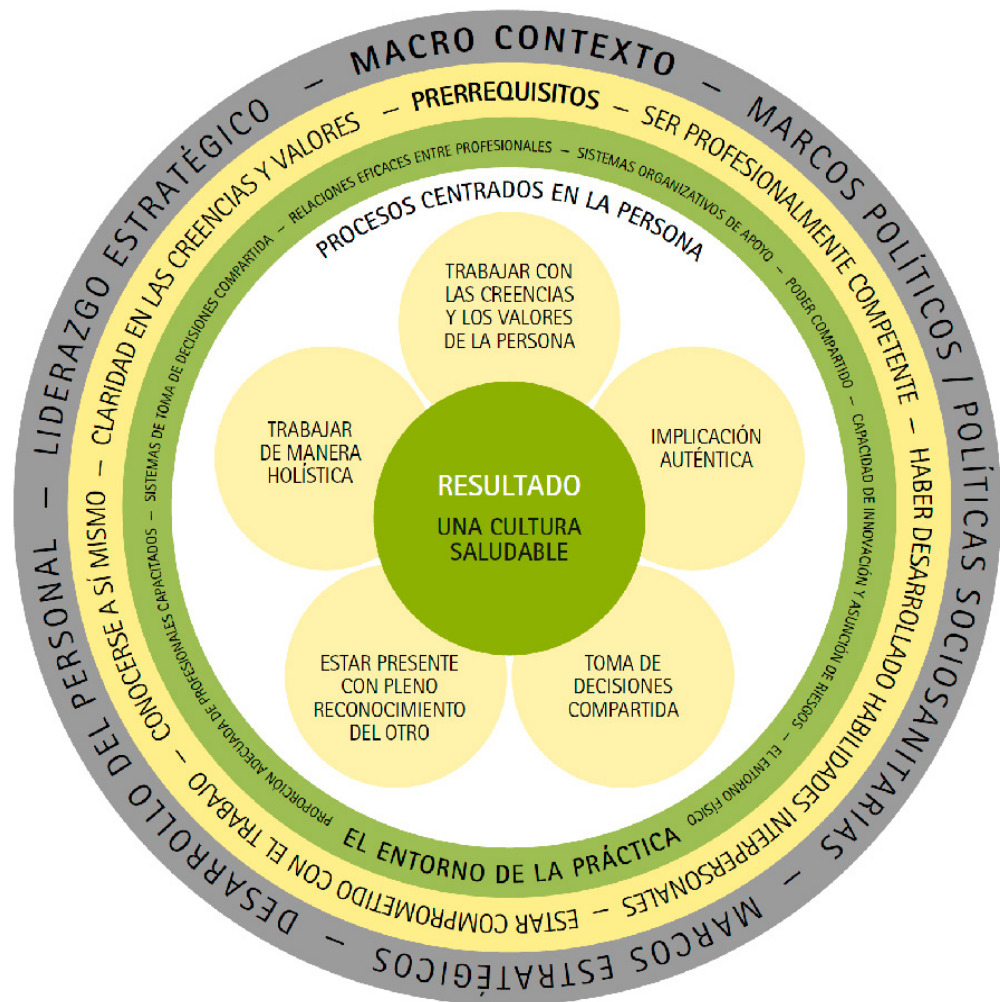 MACRO CONTEXTO – MARCOS POLÍTICOS / POLÍTICAS SOCIOSANITARIAS – MARCOS ESTRATÉGICOS – DESARROLLO DEL PERSONAL – LIDERAZGO ESTRATÉGICO –
PRERREQUISITOS – SER PROFESIONALMENTE COMPETENTE – HABER DESARROLLADO HABILIDADES INTERPERSONALES – ESTAR COMPROMETIDO CON EL TRABAJO – CONOCERSE A SÍ MISMO – CLARIDAD EN LAS CREENCIAS Y VALORES –
EL ENTORNO DE LA PRÁCTICA
PROPORCIÓN ADECUADA DE PROFESIONALES CAPACITADOS – SISTEMAS DE TOMA DE DECISIONES COMPARTIDA – RELACIONES EFICACES ENTRE PROFESIONALES – SISTEMAS ORGANIZATIVOS DE APOYO – PODER COMPARTIDO – CAPACIDAD DE INNOVACIÓN Y ASUNCIÓN DE RIESGOS – EL ENTORNO FÍSICO
PROCESOS CENTRADOS EN LA PERSONA
TRABAJAR CON
LAS CREENCIAS
Y LOS VALORES
DE LA PERSONA
IMPLICACIÓN
AUTÉNTICA
TOMA DE
DECISIONES
COMPARTIDA
ESTAR PRESENTE
CON PLENO
RECONOCIMIENTO
DEL OTRO
TRABAJAR
DE MANERA
HOLÍSTICA
RESULTADO
UNA CULTURA
SALUDABLE